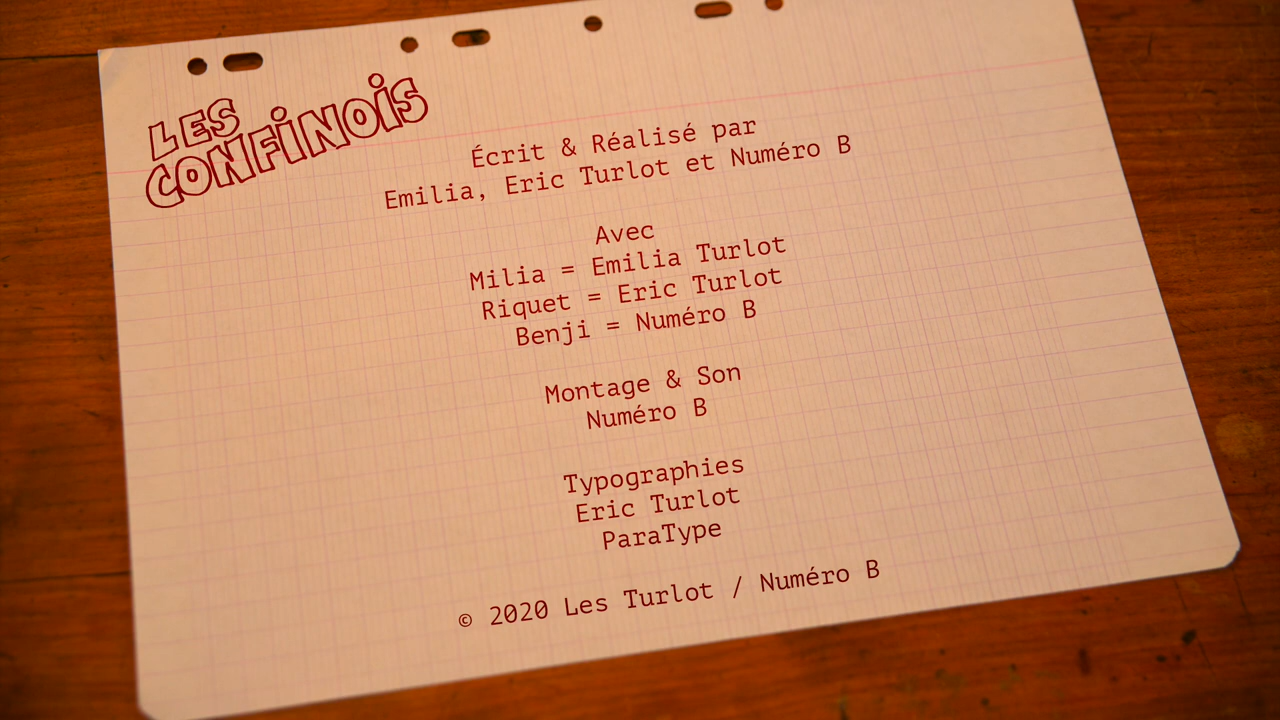 LES
CONFINOIS
Écrit & Réalisé par
Emilia, Eric Turlot et Numéro B
Avec
Milia = Emilia Turlot
Riquet = Eric Turlot
Benji = Numéro B
Montage & Son
Numéro B
Typographies
Eric Turlot
ParaType
© 2020 Les Turlot / Numéro B